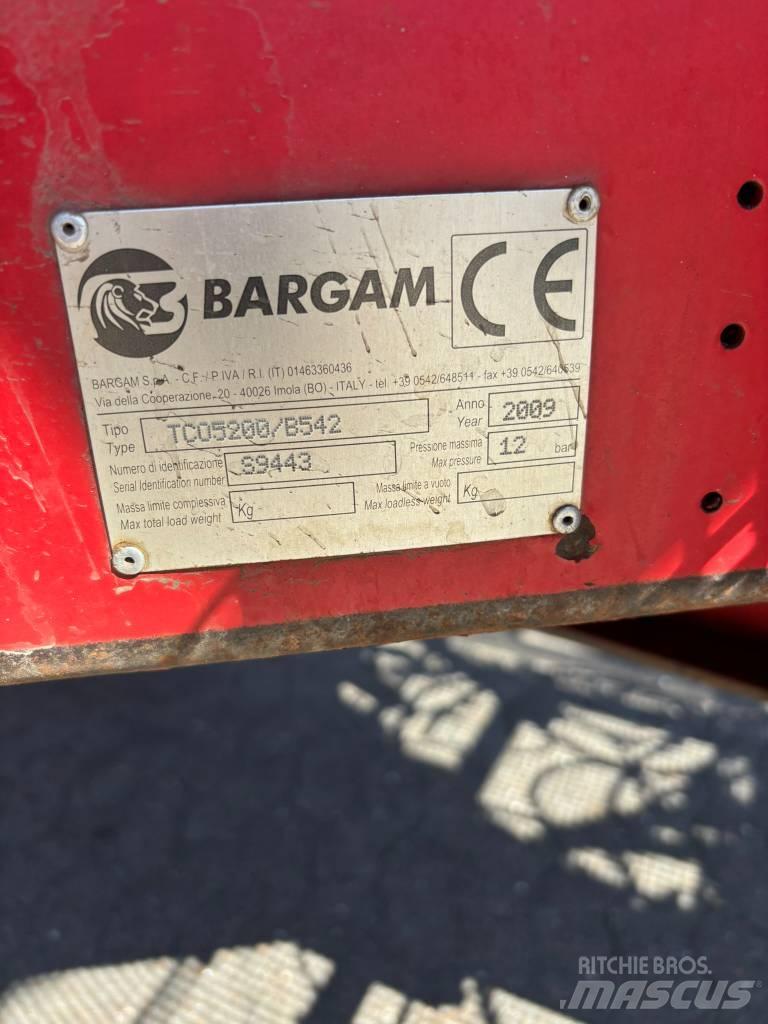 BARGAM CE
BARGAM S.p.A. - C.F. / P.IVA / R.I. (IT) 01463360436
Via della Cooperazione, 20 - 40026 Imola (BO) - ITALY - tel. +39 0542/648511 - fax +39 0542/640639
Tipo TCO5200/B542 Anno 2009
Type Year
Numero di identificazione S9443 Pressione massima 12 bar
Serial Identification number Max pressure
Massa limite complessiva Kg Massa limite a vuoto Kg
Max total load weight Max loadless weight
RITCHIE BROS.
MASCUS